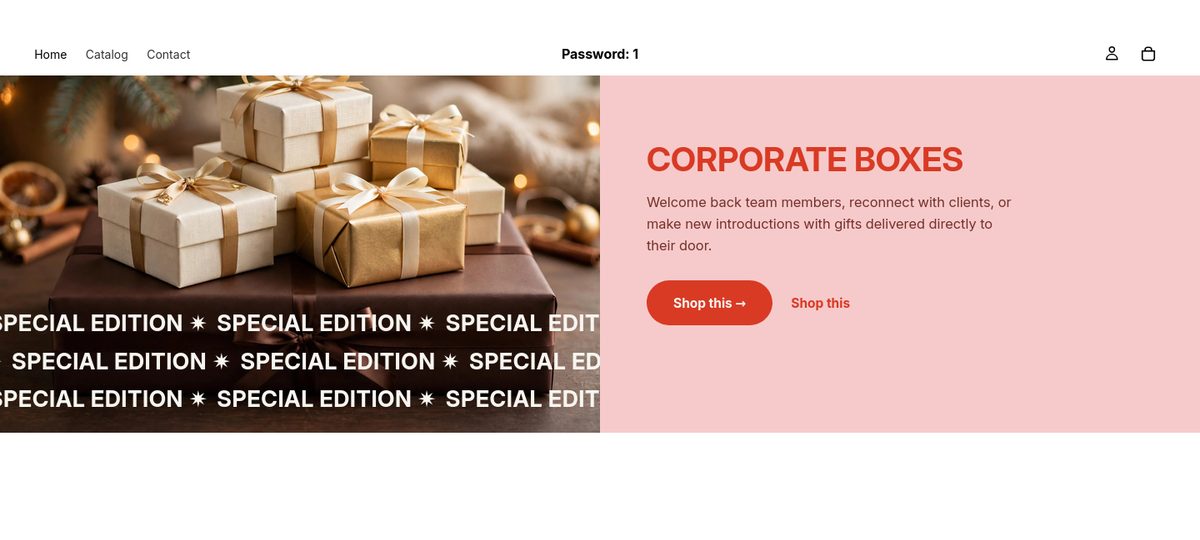 Home Catalog Contact
Password: 1
SPECIAL EDITION ✷ SPECIAL EDITION ✷ SPECIAL EDIT
✷ SPECIAL EDITION ✷ SPECIAL EDITION ✷ SPECIAL ED
SPECIAL EDITION ✷ SPECIAL EDITION ✷ SPECIAL EDIT
CORPORATE BOXES
Welcome back team members, reconnect with clients, or
make new introductions with gifts delivered directly to
their door.
Shop this → Shop this